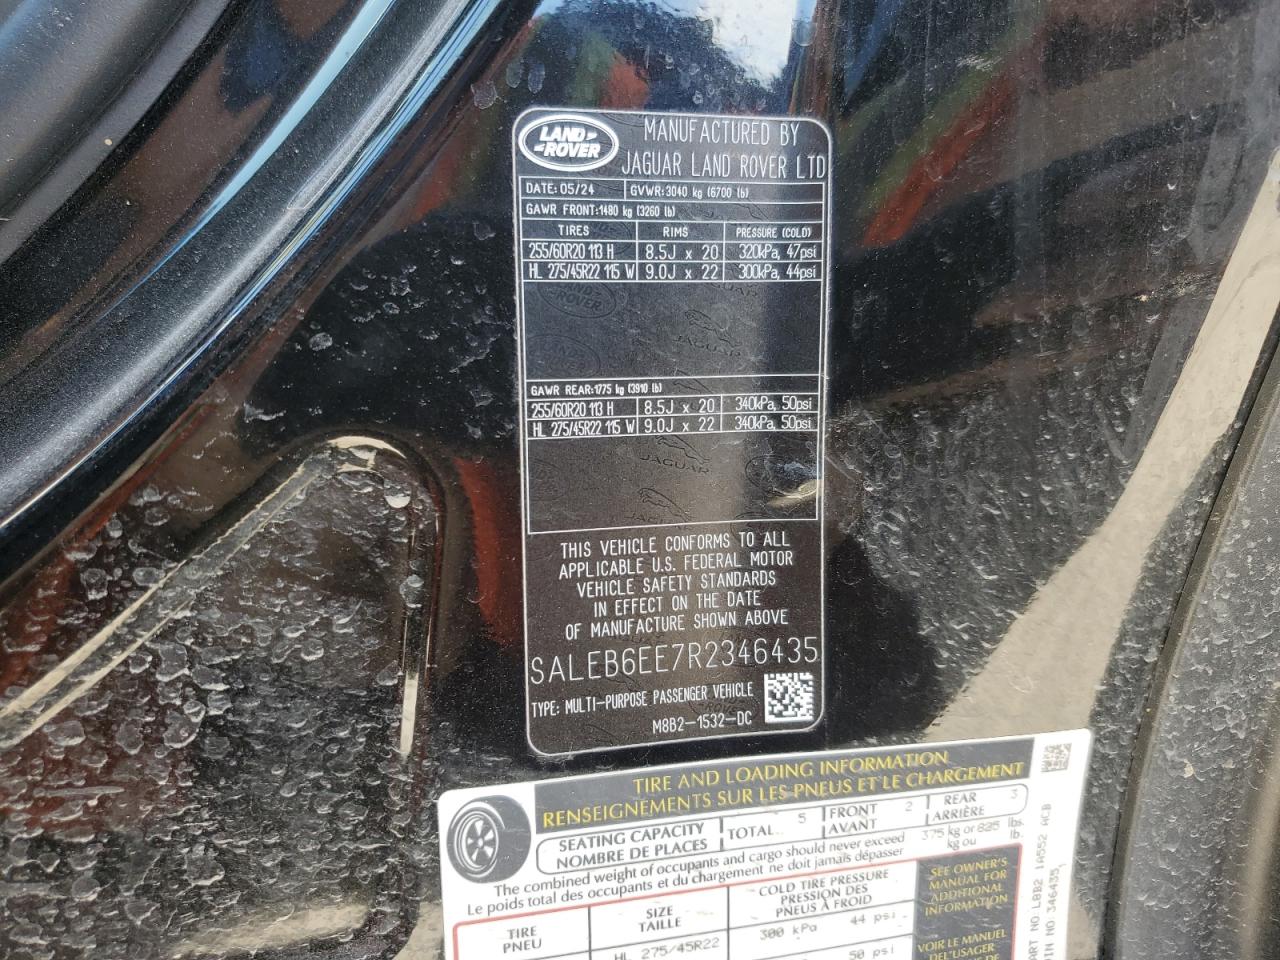 LAND ROVER
MANUFACTURED BY
JAGUAR LAND ROVER LTD
DATE: 05/24 GVWR:3040 kg (6700 lb)
GAWR FRONT:1480 kg (3260 lb)
TIRES RIMS PRESSURE (COLD)
255/60R20 113 H 8.5J x 20 320kPa, 47psi
HL 275/45R22 115 W 9.0J x 22 300kPa, 44psi
GAWR REAR:1775 kg (3910 lb)
255/60R20 113 H 8.5J x 20 340kPa, 50psi
HL 275/45R22 115 W 9.0J x 22 340kPa, 50psi
JAGUAR
THIS VEHICLE CONFORMS TO ALL
APPLICABLE U.S. FEDERAL MOTOR
VEHICLE SAFETY STANDARDS
IN EFFECT ON THE DATE
OF MANUFACTURE SHOWN ABOVE
SALEB6EE7R2346435
TYPE: MULTI-PURPOSE PASSENGER VEHICLE
M8B2-1532-DC
TIRE AND LOADING INFORMATION
RENSEIGNEMENTS SUR LES PNEUS ET LE CHARGEMENT
SEATING CAPACITY
NOMBRE DE PLACES
TOTAL 5
FRONT 2
AVANT
REAR 3
ARRIÈRE
The combined weight of occupants and cargo should never exceed 375 kg or 825 lbs.
Le poids total des occupants et du chargement ne doit jamais dépasser kg ou lb.
TIRE
PNEU
SIZE
TAILLE
COLD TIRE PRESSURE
PRESSION DES
PNEUS À FROID
HL 275/45R22
300 kPa 44 psi
50 psi
SEE OWNER'S
MANUAL FOR
ADDITIONAL
INFORMATION
VOIR LE MANUEL
DE L'USAGER
PART NO. 1A552 ACB
VIN NO: 346435